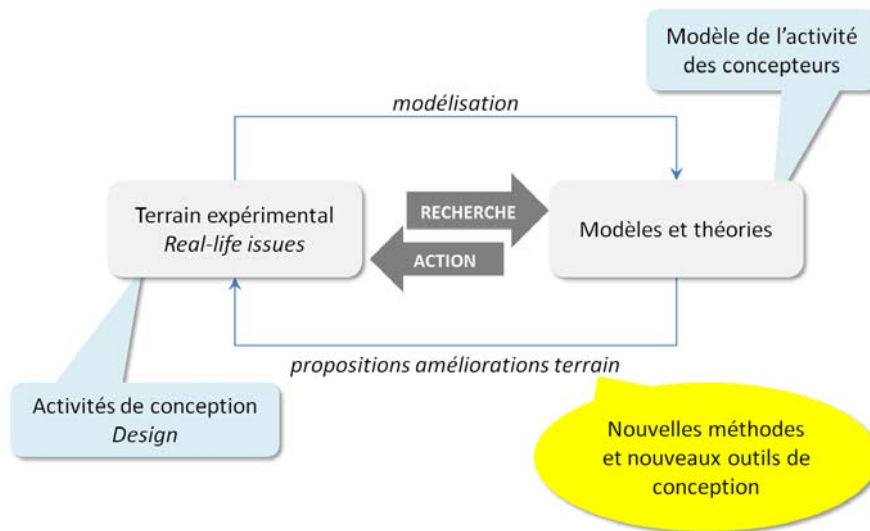 Modèle de l'activité
des concepteurs
modélisation
Terrain expérimental
Real-life issues
RECHERCHE
ACTION
Modèles et théories
propositions améliorations terrain
Activités de conception
Design
Nouvelles méthodes
et nouveaux outils de
conception